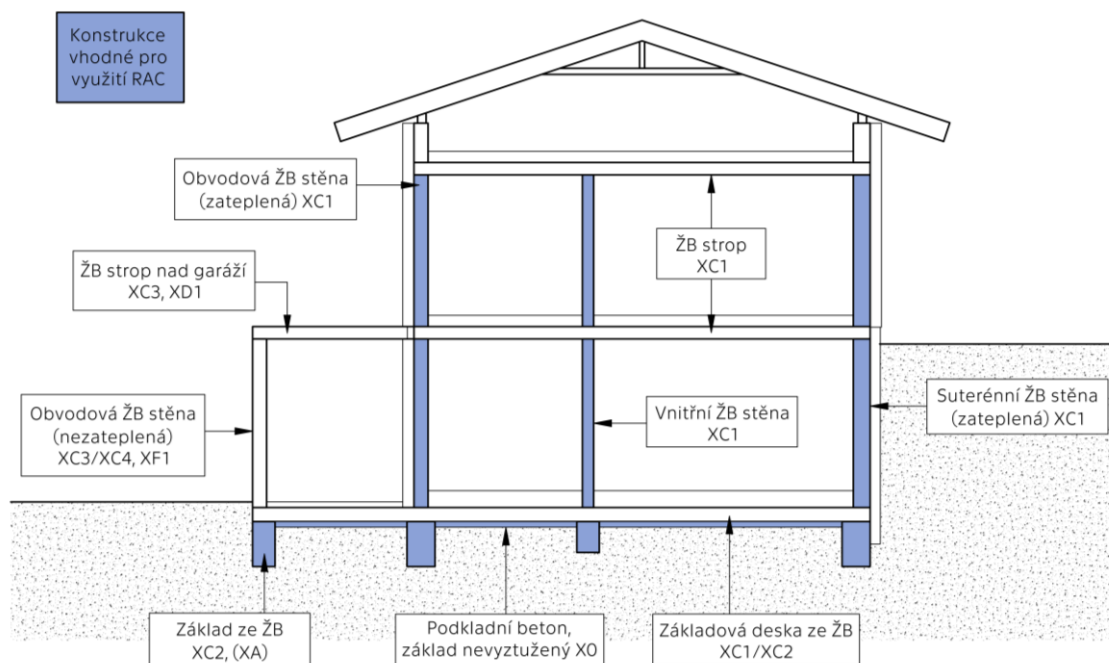 Konstrukce
vhodné pro
využití RAC
Obvodová ŽB stěna
(zateplená) XC1
ŽB strop
XC1
ŽB strop nad garáží
XC3, XD1
Obvodová ŽB stěna
(nezateplená)
XC3/XC4, XF1
Vnitřní ŽB stěna
XC1
Suterénní ŽB stěna
(zateplená) XC1
Základ ze ŽB
XC2, (XA)
Podkladní beton,
základ nevyztužený X0
Základová deska ze ŽB
XC1/XC2